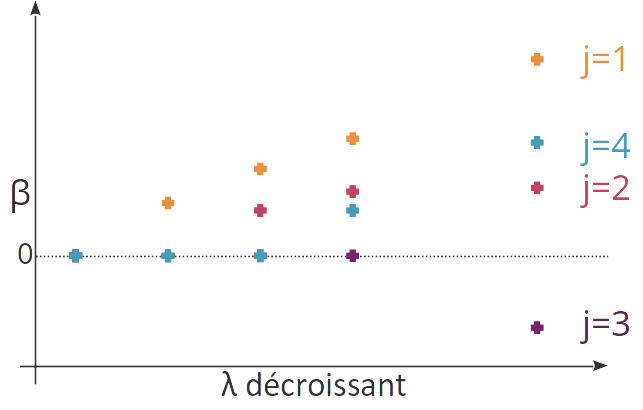 j=1
j=4
j=2
β
0
j=3
λ décroissant